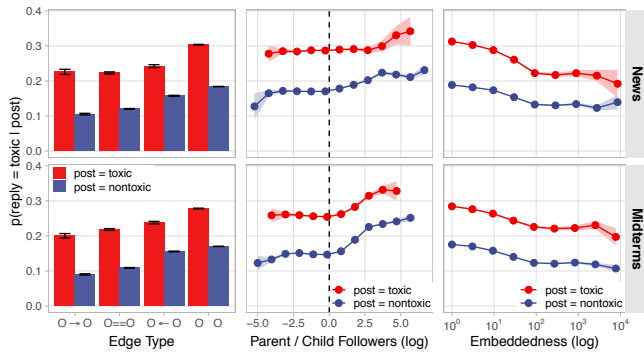 p(reply = toxic | post)
0.4
0.3
0.2
0.1
0.0
News
0.4
0.3
0.2
0.1
0.0
post = toxic
post = nontoxic
post = toxic
post = nontoxic
post = toxic
post = nontoxic
Midterms
O → O O==O O ← O O O
−5.0 −2.5 0.0 2.5 5.0
10⁰ 10¹ 10² 10³ 10⁴
Edge Type
Parent / Child Followers (log)
Embeddedness (log)